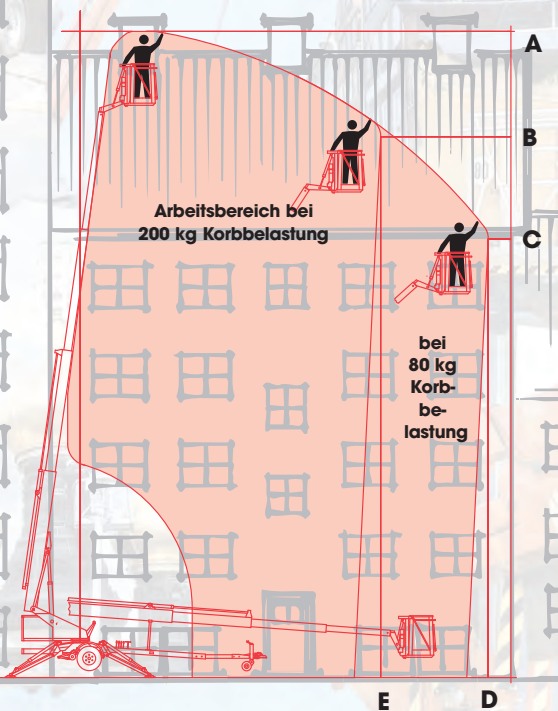 A
B
Arbeitsbereich bei
200 kg Korbbelastung
C
bei
80 kg
Korb-
be-
lastung
E
D